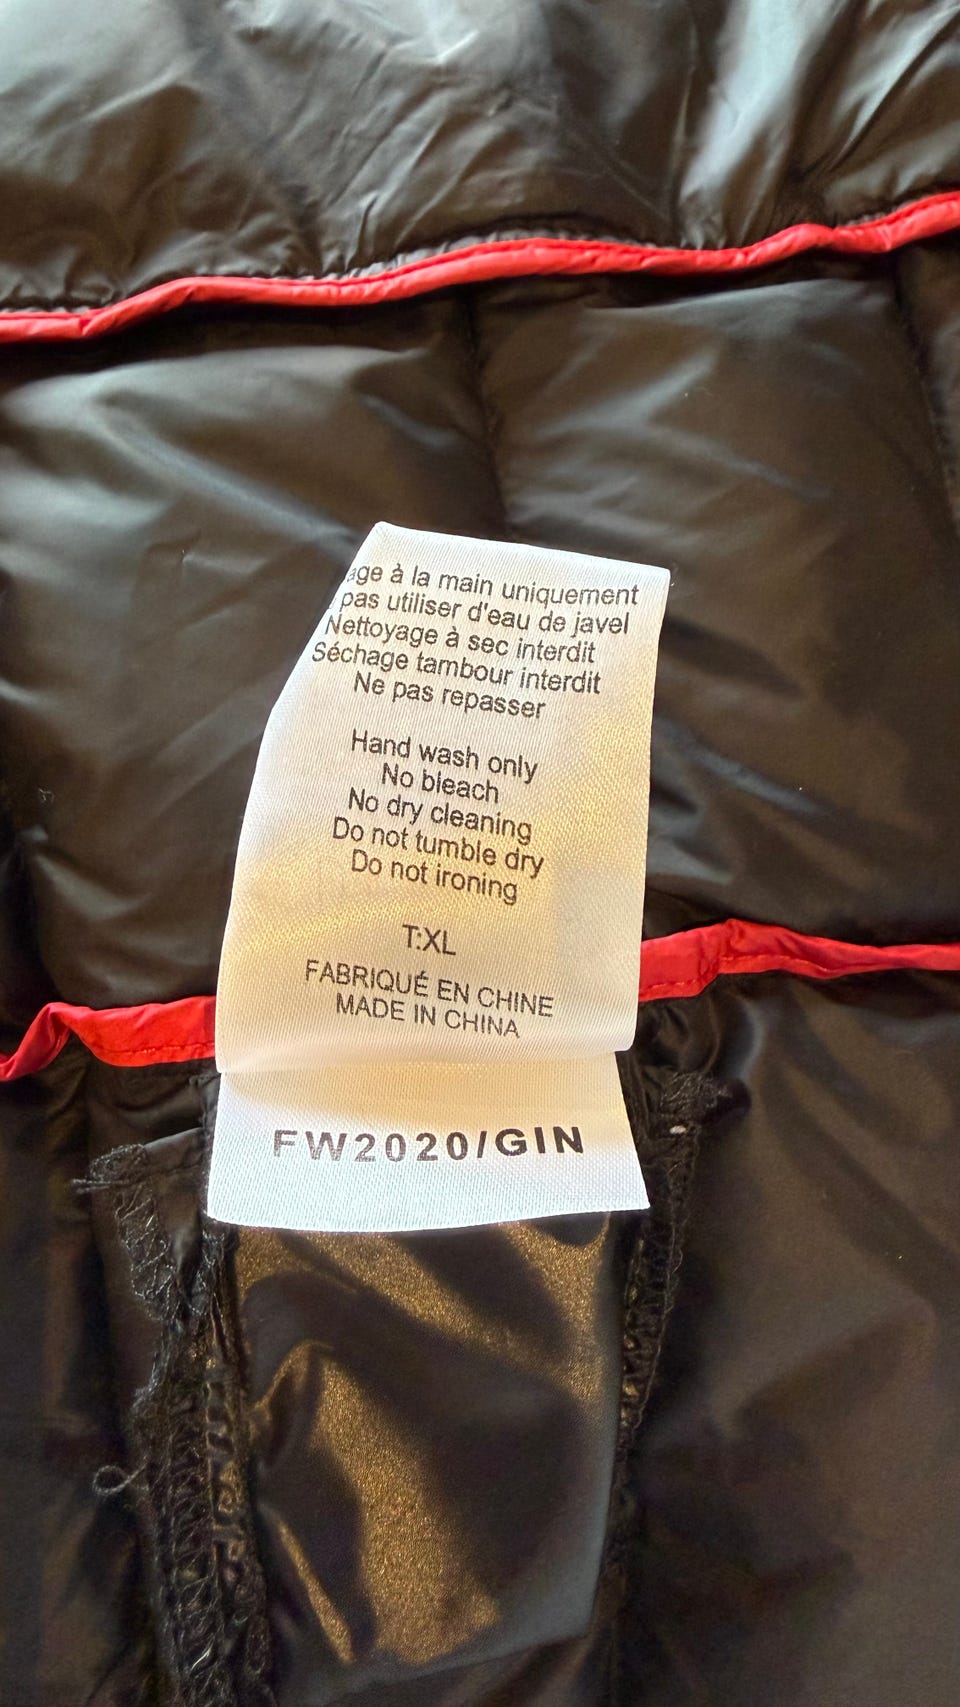 à la main uniquement
pas utiliser d'eau de javel
Nettoyage à sec interdit
Séchage tambour interdit
Ne pas repasser
Hand wash only
No bleach
No dry cleaning
Do not tumble dry
Do not ironing
T:XL
FABRIQUÉ EN CHINE
MADE IN CHINA
FW2020/GIN